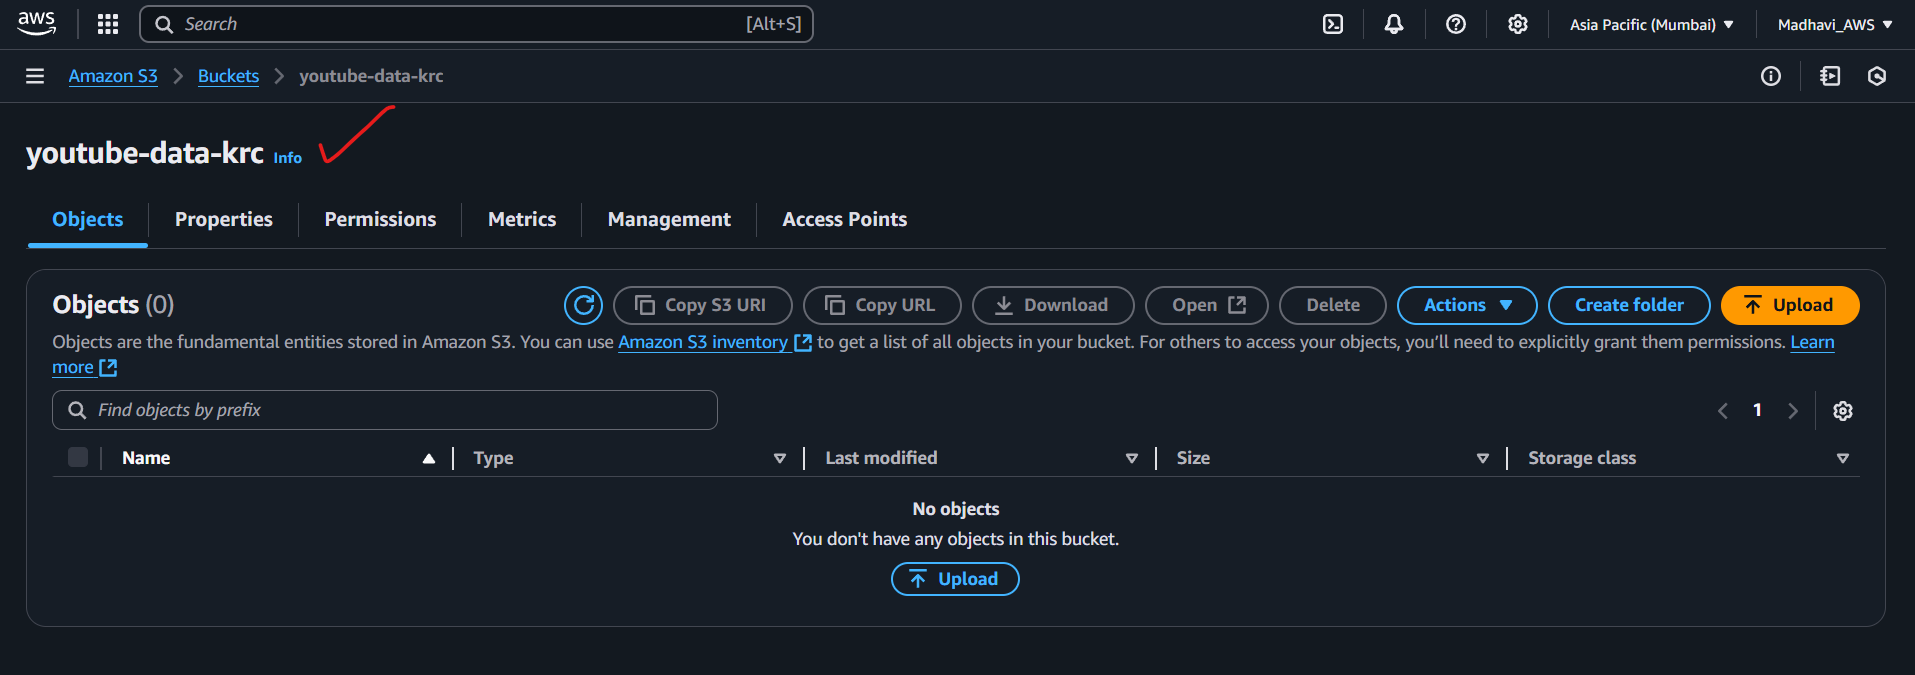 aws Search [Alt+S] Asia Pacific (Mumbai) Madhavi_AWS
Amazon S3 Buckets youtube-data-krc
youtube-data-krc Info
Objects Properties Permissions Metrics Management Access Points
Objects (0) Copy S3 URI Copy URL Download Open Delete Actions Create folder Upload
Objects are the fundamental entities stored in Amazon S3. You can use Amazon S3 inventory to get a list of all objects in your bucket. For others to access your objects, you’ll need to explicitly grant them permissions. Learn
more
Find objects by prefix 1
Name Type Last modified Size Storage class
No objects
You don't have any objects in this bucket.
Upload